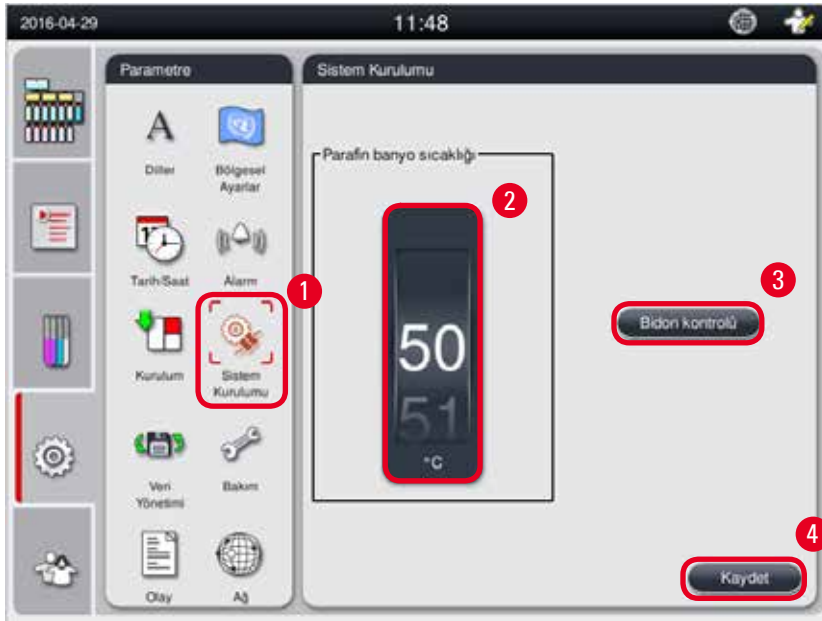 2016-04-29 11:48
Parametre
Sistem Kurulumu
A
Diller
Bölgesel
Ayarlar
Tarih/Saat
Alarm
Kurulum
Sistem
Kurulumu
Veri
Yönetimi
Bakım
Olay
Ağ
Parafin banyo sıcaklığı
50
51
°C
Bidon kontrolü
Kaydet
1
2
3
4